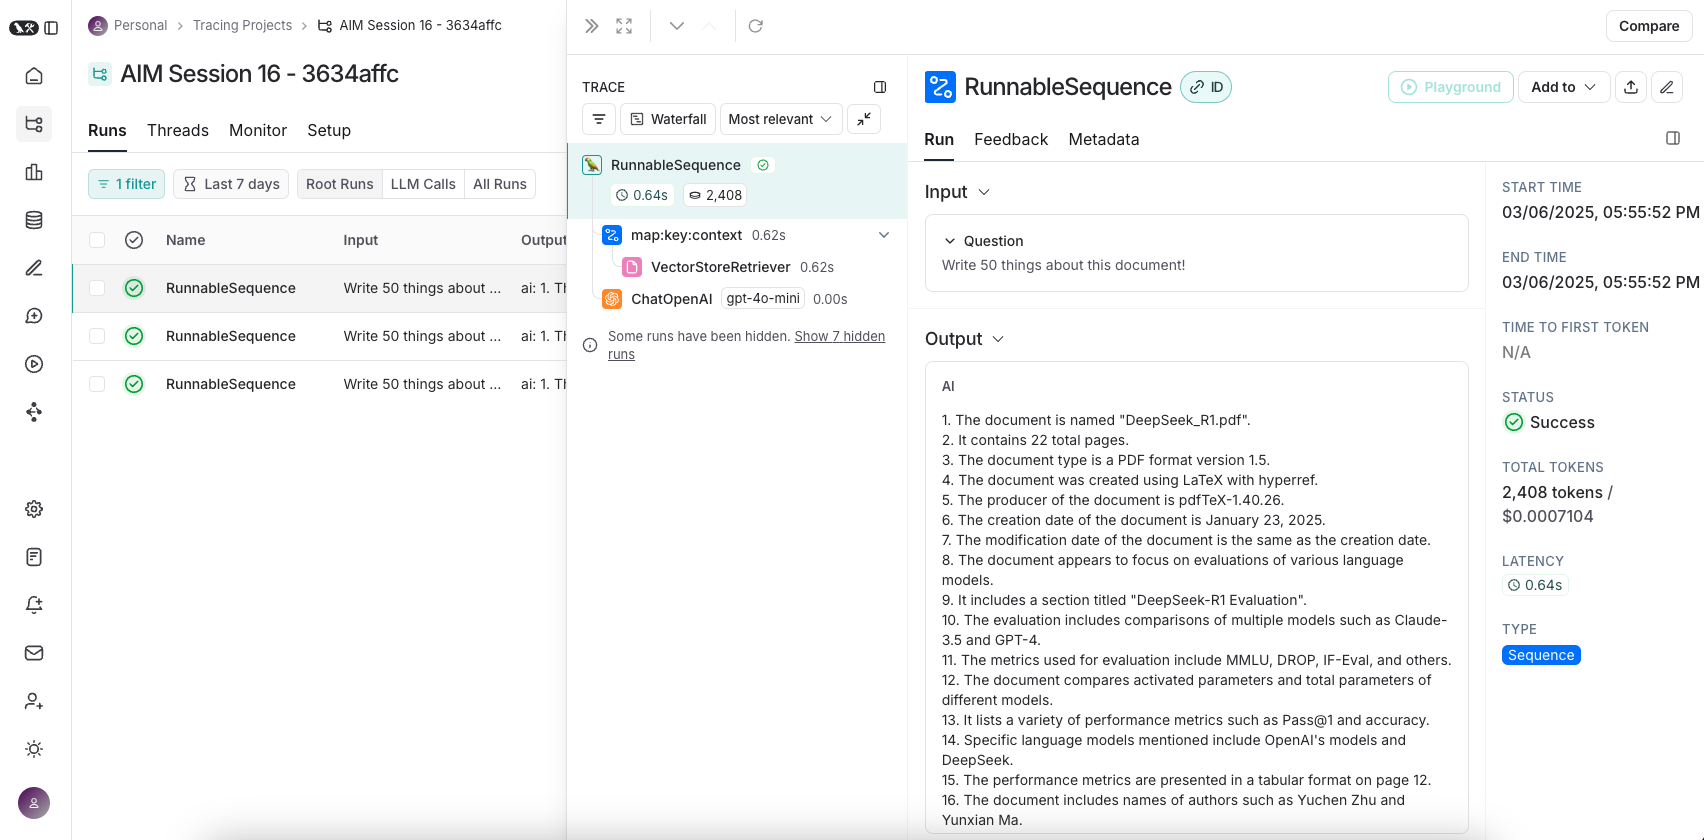 Personal > Tracing Projects > AIM Session 16 - 3634affc
AIM Session 16 - 3634affc
Runs Threads Monitor Setup
1 filter Last 7 days Root Runs LLM Calls All Runs
Name Input Output
RunnableSequence Write 50 things about ... ai: 1. Th
RunnableSequence Write 50 things about ... ai: 1. Th
RunnableSequence Write 50 things about ... ai: 1. Th
Compare
TRACE
Waterfall Most relevant
RunnableSequence
0.64s 2,408
map:key:context 0.62s
VectorStoreRetriever 0.62s
ChatOpenAI gpt-4o-mini 0.00s
Some runs have been hidden. Show 7 hidden
runs
RunnableSequence ID
Playground Add to
Run Feedback Metadata
Input
Question
Write 50 things about this document!
Output
AI
1. The document is named "DeepSeek_R1.pdf".
2. It contains 22 total pages.
3. The document type is a PDF format version 1.5.
4. The document was created using LaTeX with hyperref.
5. The producer of the document is pdfTeX-1.40.26.
6. The creation date of the document is January 23, 2025.
7. The modification date of the document is the same as the creation date.
8. The document appears to focus on evaluations of various language
models.
9. It includes a section titled "DeepSeek-R1 Evaluation".
10. The evaluation includes comparisons of multiple models such as Claude-
3.5 and GPT-4.
11. The metrics used for evaluation include MMLU, DROP, IF-Eval, and others.
12. The document compares activated parameters and total parameters of
different models.
13. It lists a variety of performance metrics such as Pass@1 and accuracy.
14. Specific language models mentioned include OpenAI's models and
DeepSeek.
15. The performance metrics are presented in a tabular format on page 12.
16. The document includes names of authors such as Yuchen Zhu and
Yunxian Ma.
START TIME
03/06/2025, 05:55:52 PM
END TIME
03/06/2025, 05:55:52 PM
TIME TO FIRST TOKEN
N/A
STATUS
Success
TOTAL TOKENS
2,408 tokens /
$0.0007104
LATENCY
0.64s
TYPE
Sequence